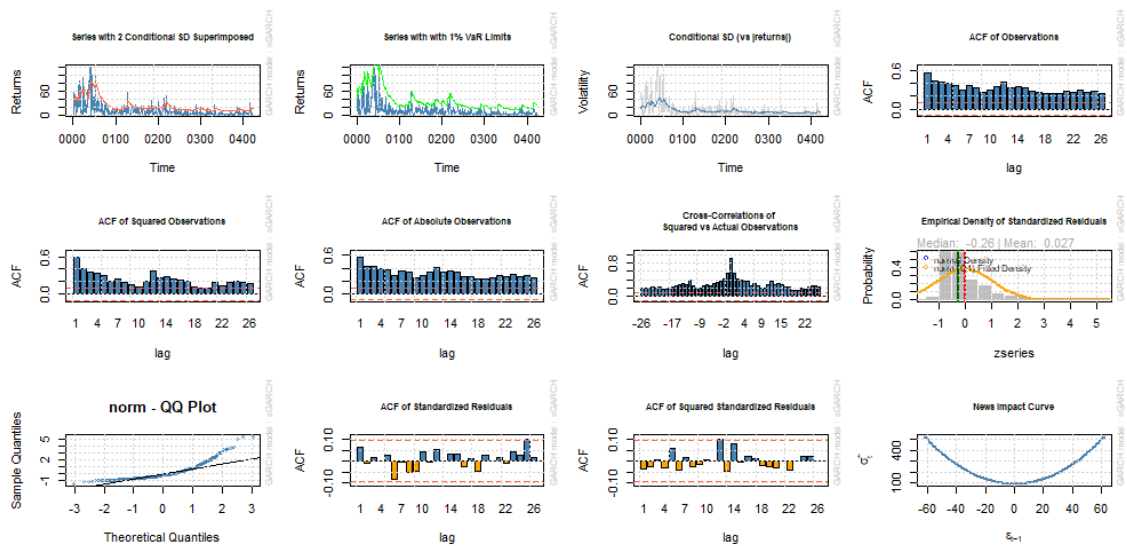 Series with 2 Conditional SD Superimposed
Returns
60
0
0000 0100 0200 0300 0400
Time
GARCH model : sGARCH
Series with with 1% VaR Limits
Returns
60
0
0000 0100 0200 0300 0400
Time
GARCH model : sGARCH
Conditional SD (vs |returns|)
Volatility
60
0
0000 0100 0200 0300 0400
Time
GARCH model : sGARCH
ACF of Observations
ACF
0.6
0.0
1 4 7 10 14 18 22 26
lag
GARCH model : sGARCH
ACF of Squared Observations
ACF
0.6
0.0
1 4 7 10 14 18 22 26
lag
GARCH model : sGARCH
ACF of Absolute Observations
ACF
0.6
0.0
1 4 7 10 14 18 22 26
lag
GARCH model : sGARCH
Cross-Correlations of
Squared vs Actual Observations
ACF
0.8
0.4
0.0
-26 -17 -9 -2 4 9 15 22
lag
GARCH model : sGARCH
Empirical Density of Standardized Residuals
Median: -0.26 | Mean: 0.027
Probability
0.4
0.0
normal Density
Fitted Density
-1 0 1 2 3 4 5
zseries
GARCH model : sGARCH
norm - QQ Plot
Sample Quantiles
5
2
-1
-3 -2 -1 0 1 2 3
Theoretical Quantiles
GARCH model : sGARCH
ACF of Standardized Residuals
ACF
0.10
-0.10
1 4 7 10 14 18 22 26
lag
GARCH model : sGARCH
ACF of Squared Standardized Residuals
ACF
0.10
-0.10
1 4 7 10 14 18 22 26
lag
GARCH model : sGARCH
News Impact Curve
400
100
-60 -40 -20 0 20 40 60
εt−1
GARCH model : sGARCH